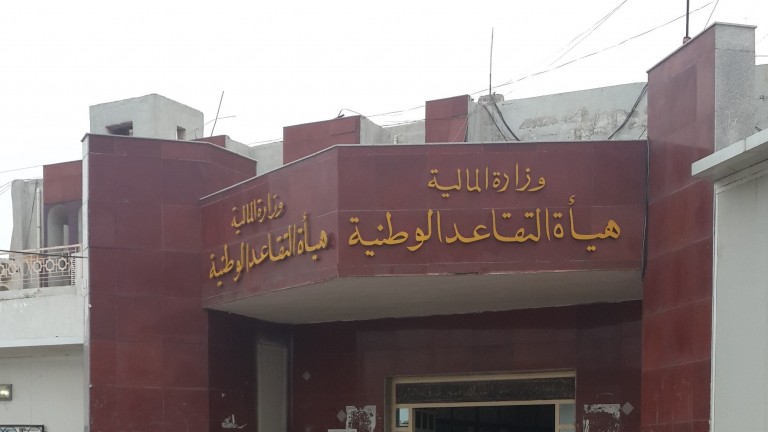 وزارة المالية
هيأة التقاعد الوطنية
وزارة المالية
هيأة التقاعد الوطنية